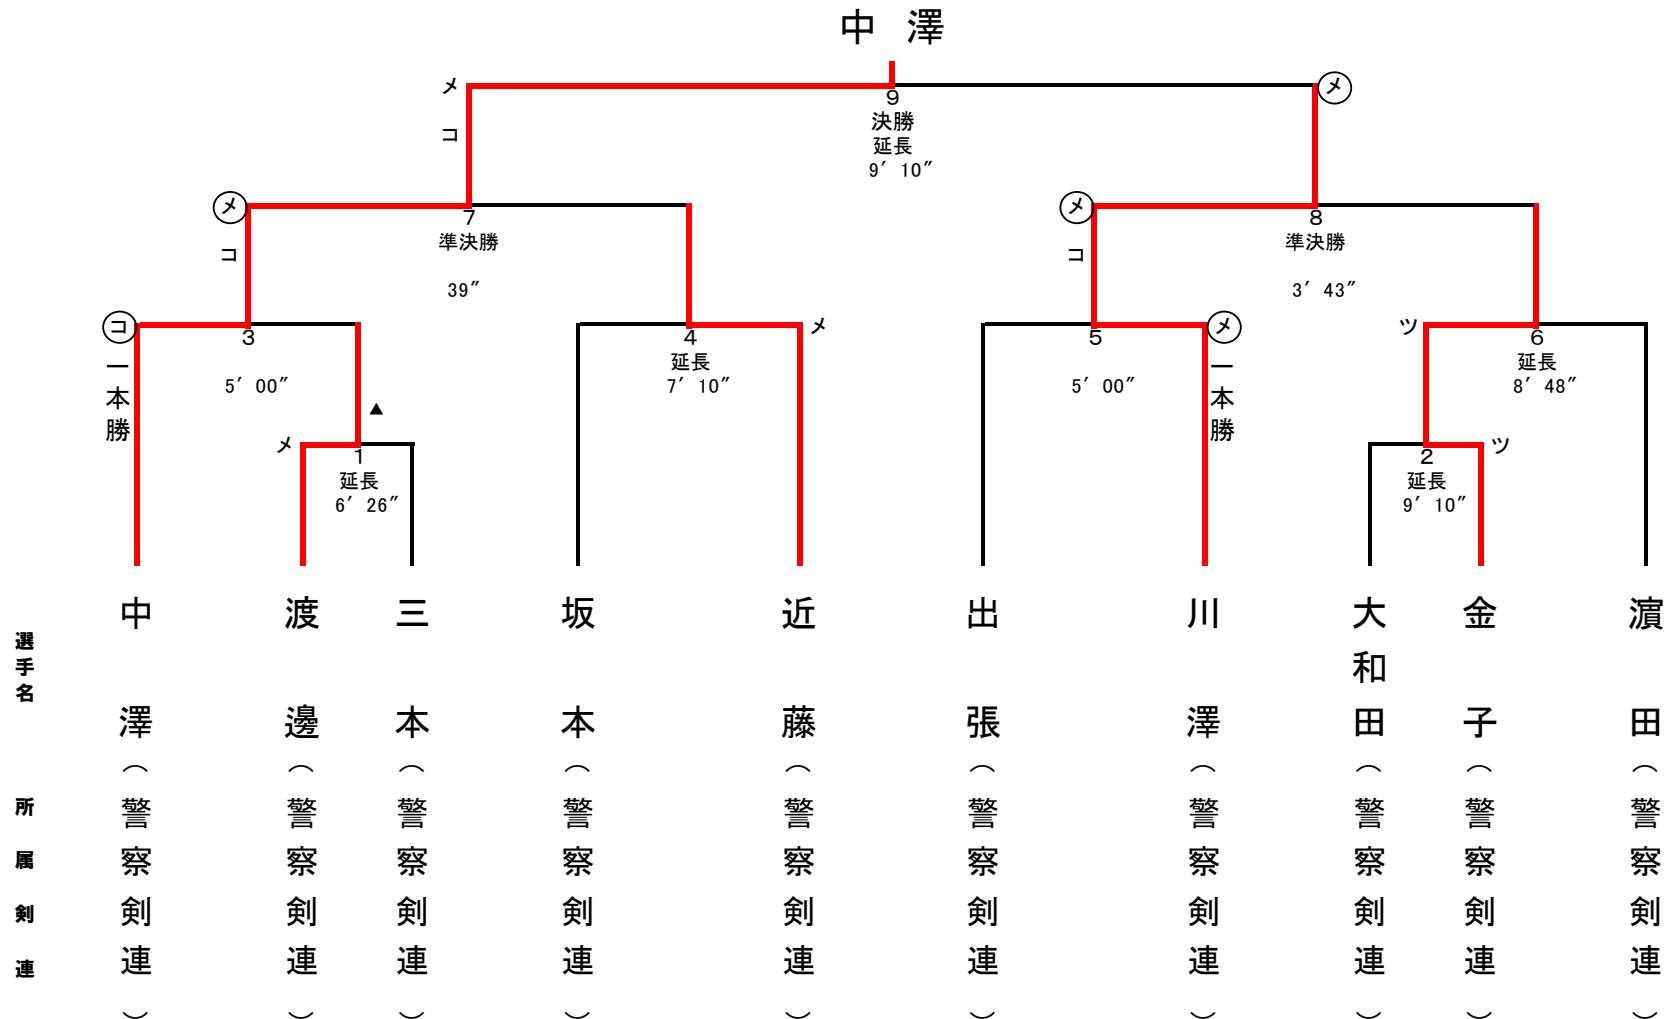 中 澤
メ
メ
9
コ
決勝
延長
9′ 10″
メ
メ
7
8
準決勝
準決勝
コ
コ
39″
3′ 43″
コ
メ
メ
ツ
3
4
5
6
一本勝
延長
一本勝
延長
5′ 00″
7′ 10″
5′ 00″
8′ 48″
▲
メ
ツ
1
2
延長
延長
6′ 26″
9′ 10″
選手名
所属剣連
中澤(警察剣連)
渡邊(警察剣連)
三本(警察剣連)
坂本(警察剣連)
近藤(警察剣連)
出張(警察剣連)
川澤(警察剣連)
大和田(警察剣連)
金子(警察剣連)
濵田(警察剣連)